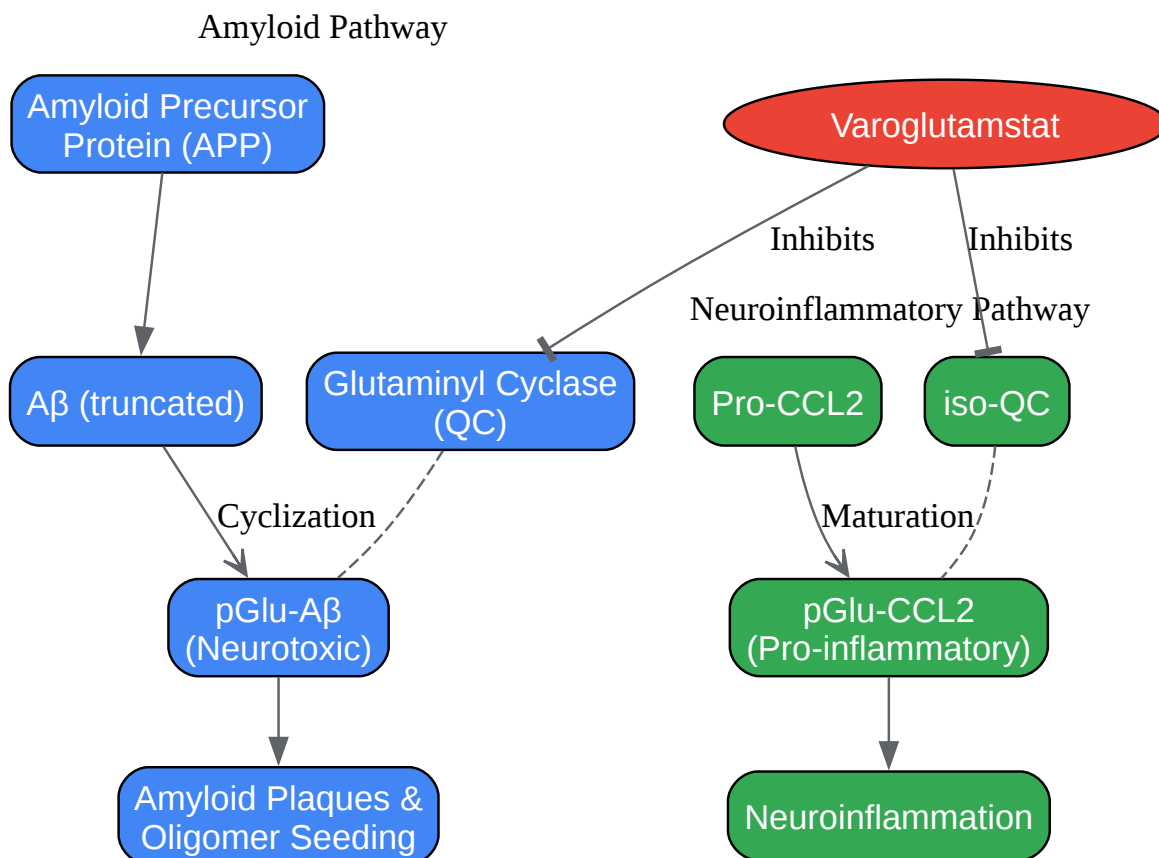 Amyloid Pathway
Amyloid Precursor
Protein (APP)
Varoglutamstat
Inhibits
Inhibits
Neuroinflammatory Pathway
Aβ (truncated)
Glutaminyl Cyclase
(QC)
Pro-CCL2
iso-QC
Cyclization
Maturation
pGlu-Aβ
(Neurotoxic)
pGlu-CCL2
(Pro-inflammatory)
Amyloid Plaques &
Oligomer Seeding
Neuroinflammation